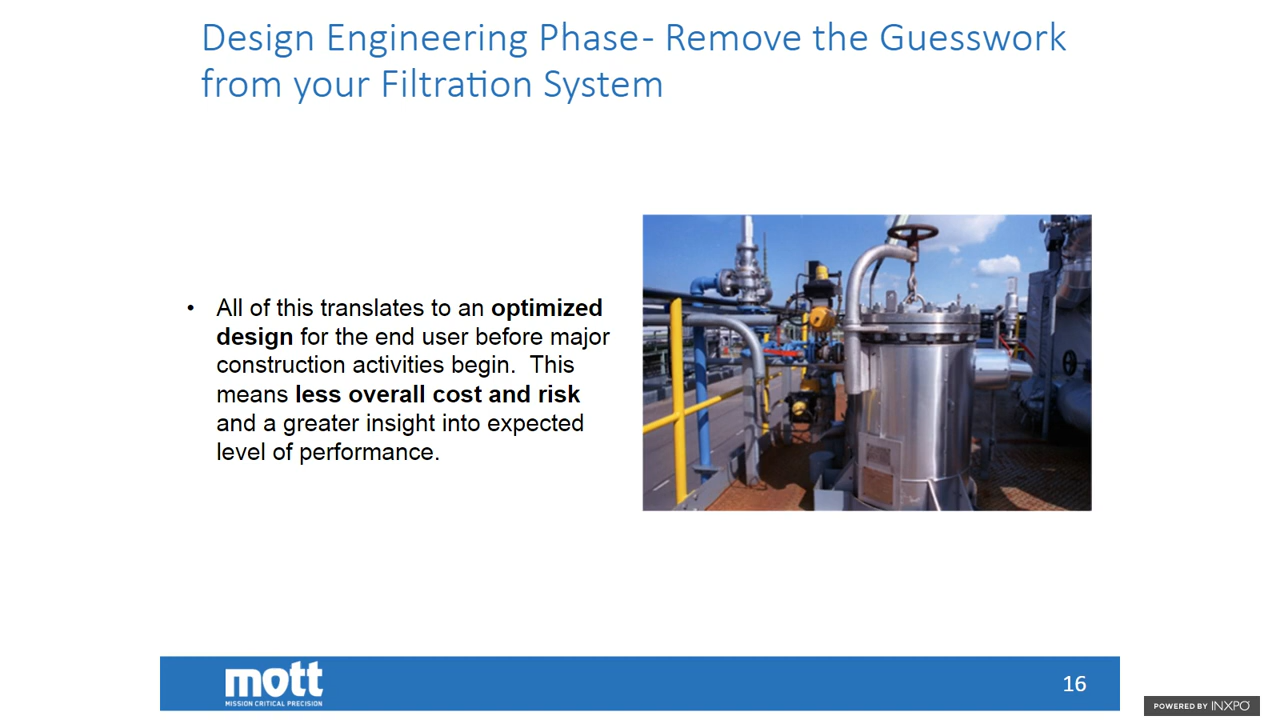 Design Engineering Phase- Remove the Guesswork
from your Filtration System
• All of this translates to an optimized
design for the end user before major
construction activities begin.  This
means less overall cost and risk
and a greater insight into expected
level of performance.
mott
MISSION CRITICAL PRECISION
16
POWERED BY INXPO